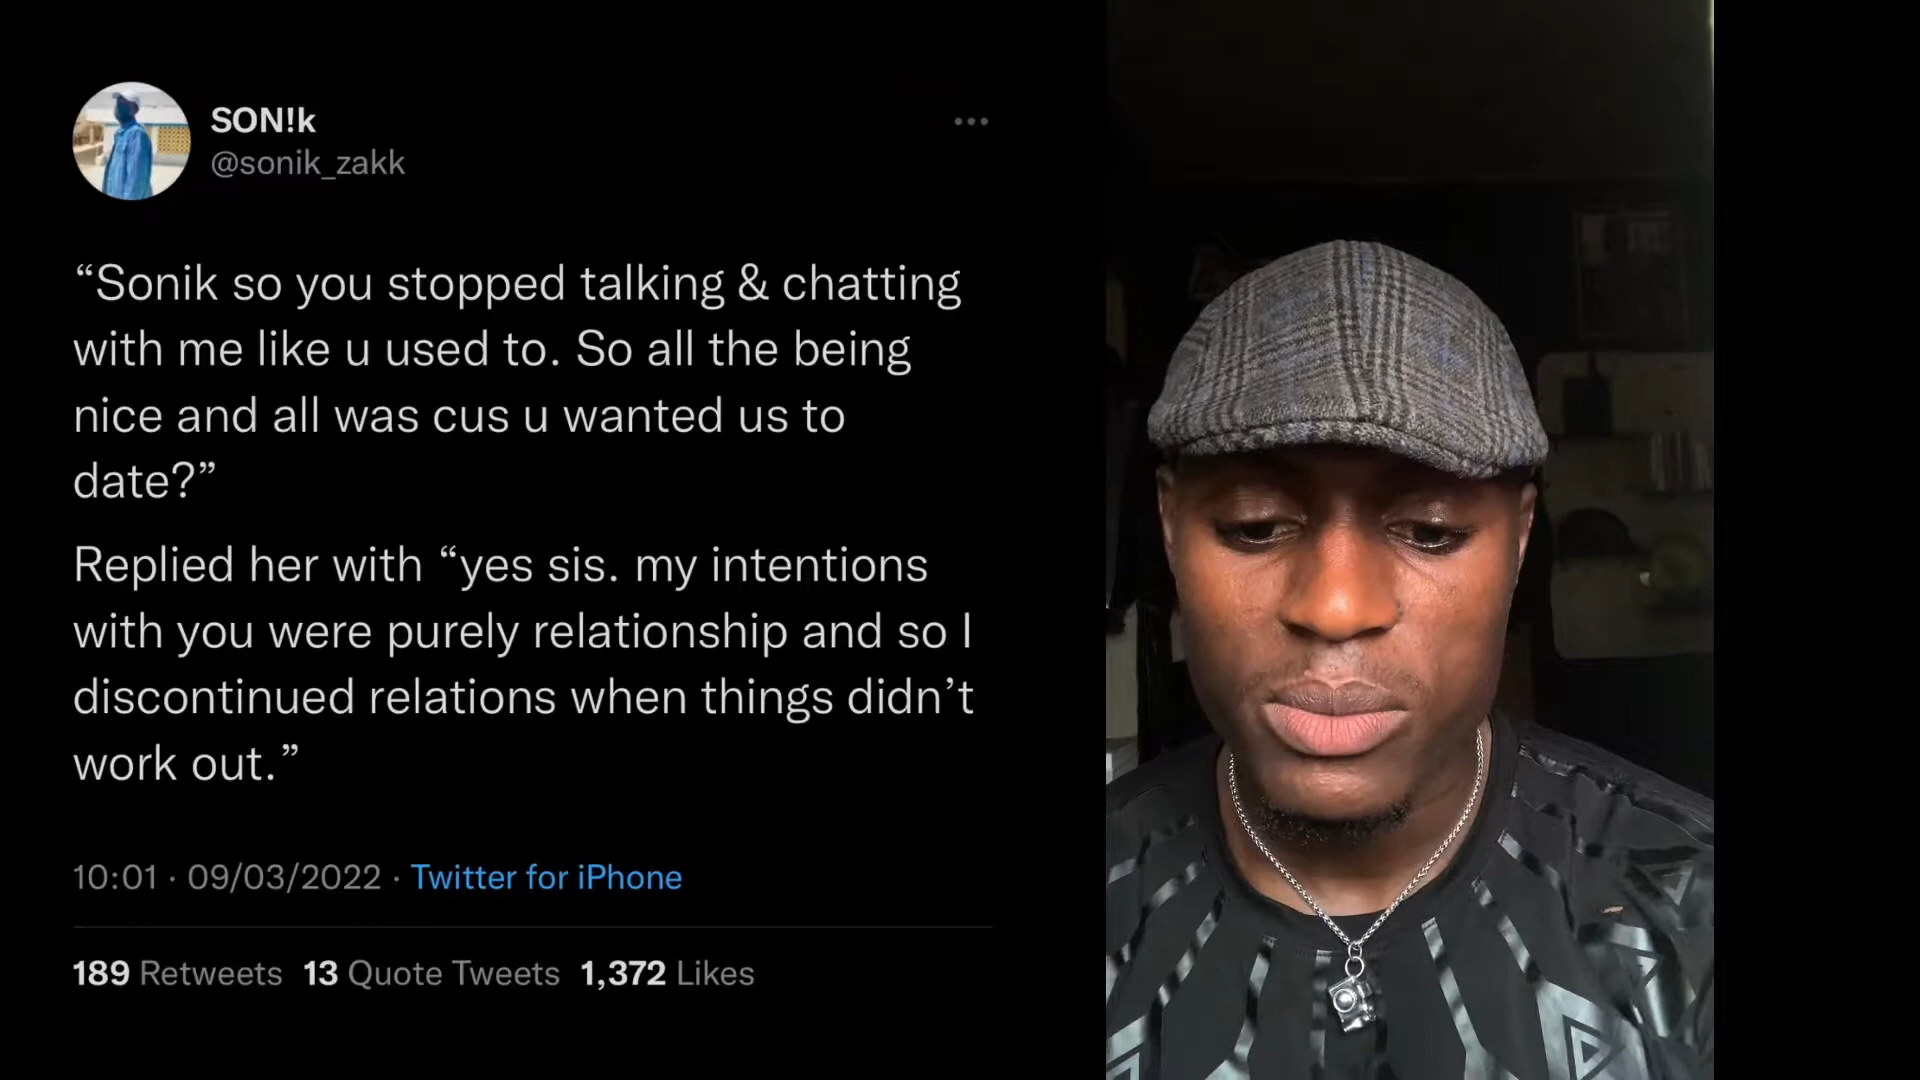 SON!k
@sonik_zakk
“Sonik so you stopped talking & chatting
with me like u used to. So all the being
nice and all was cus u wanted us to
date?”
Replied her with “yes sis. my intentions
with you were purely relationship and so I
discontinued relations when things didn’t
work out.”
10:01 · 09/03/2022 · Twitter for iPhone
189 Retweets 13 Quote Tweets 1,372 Likes